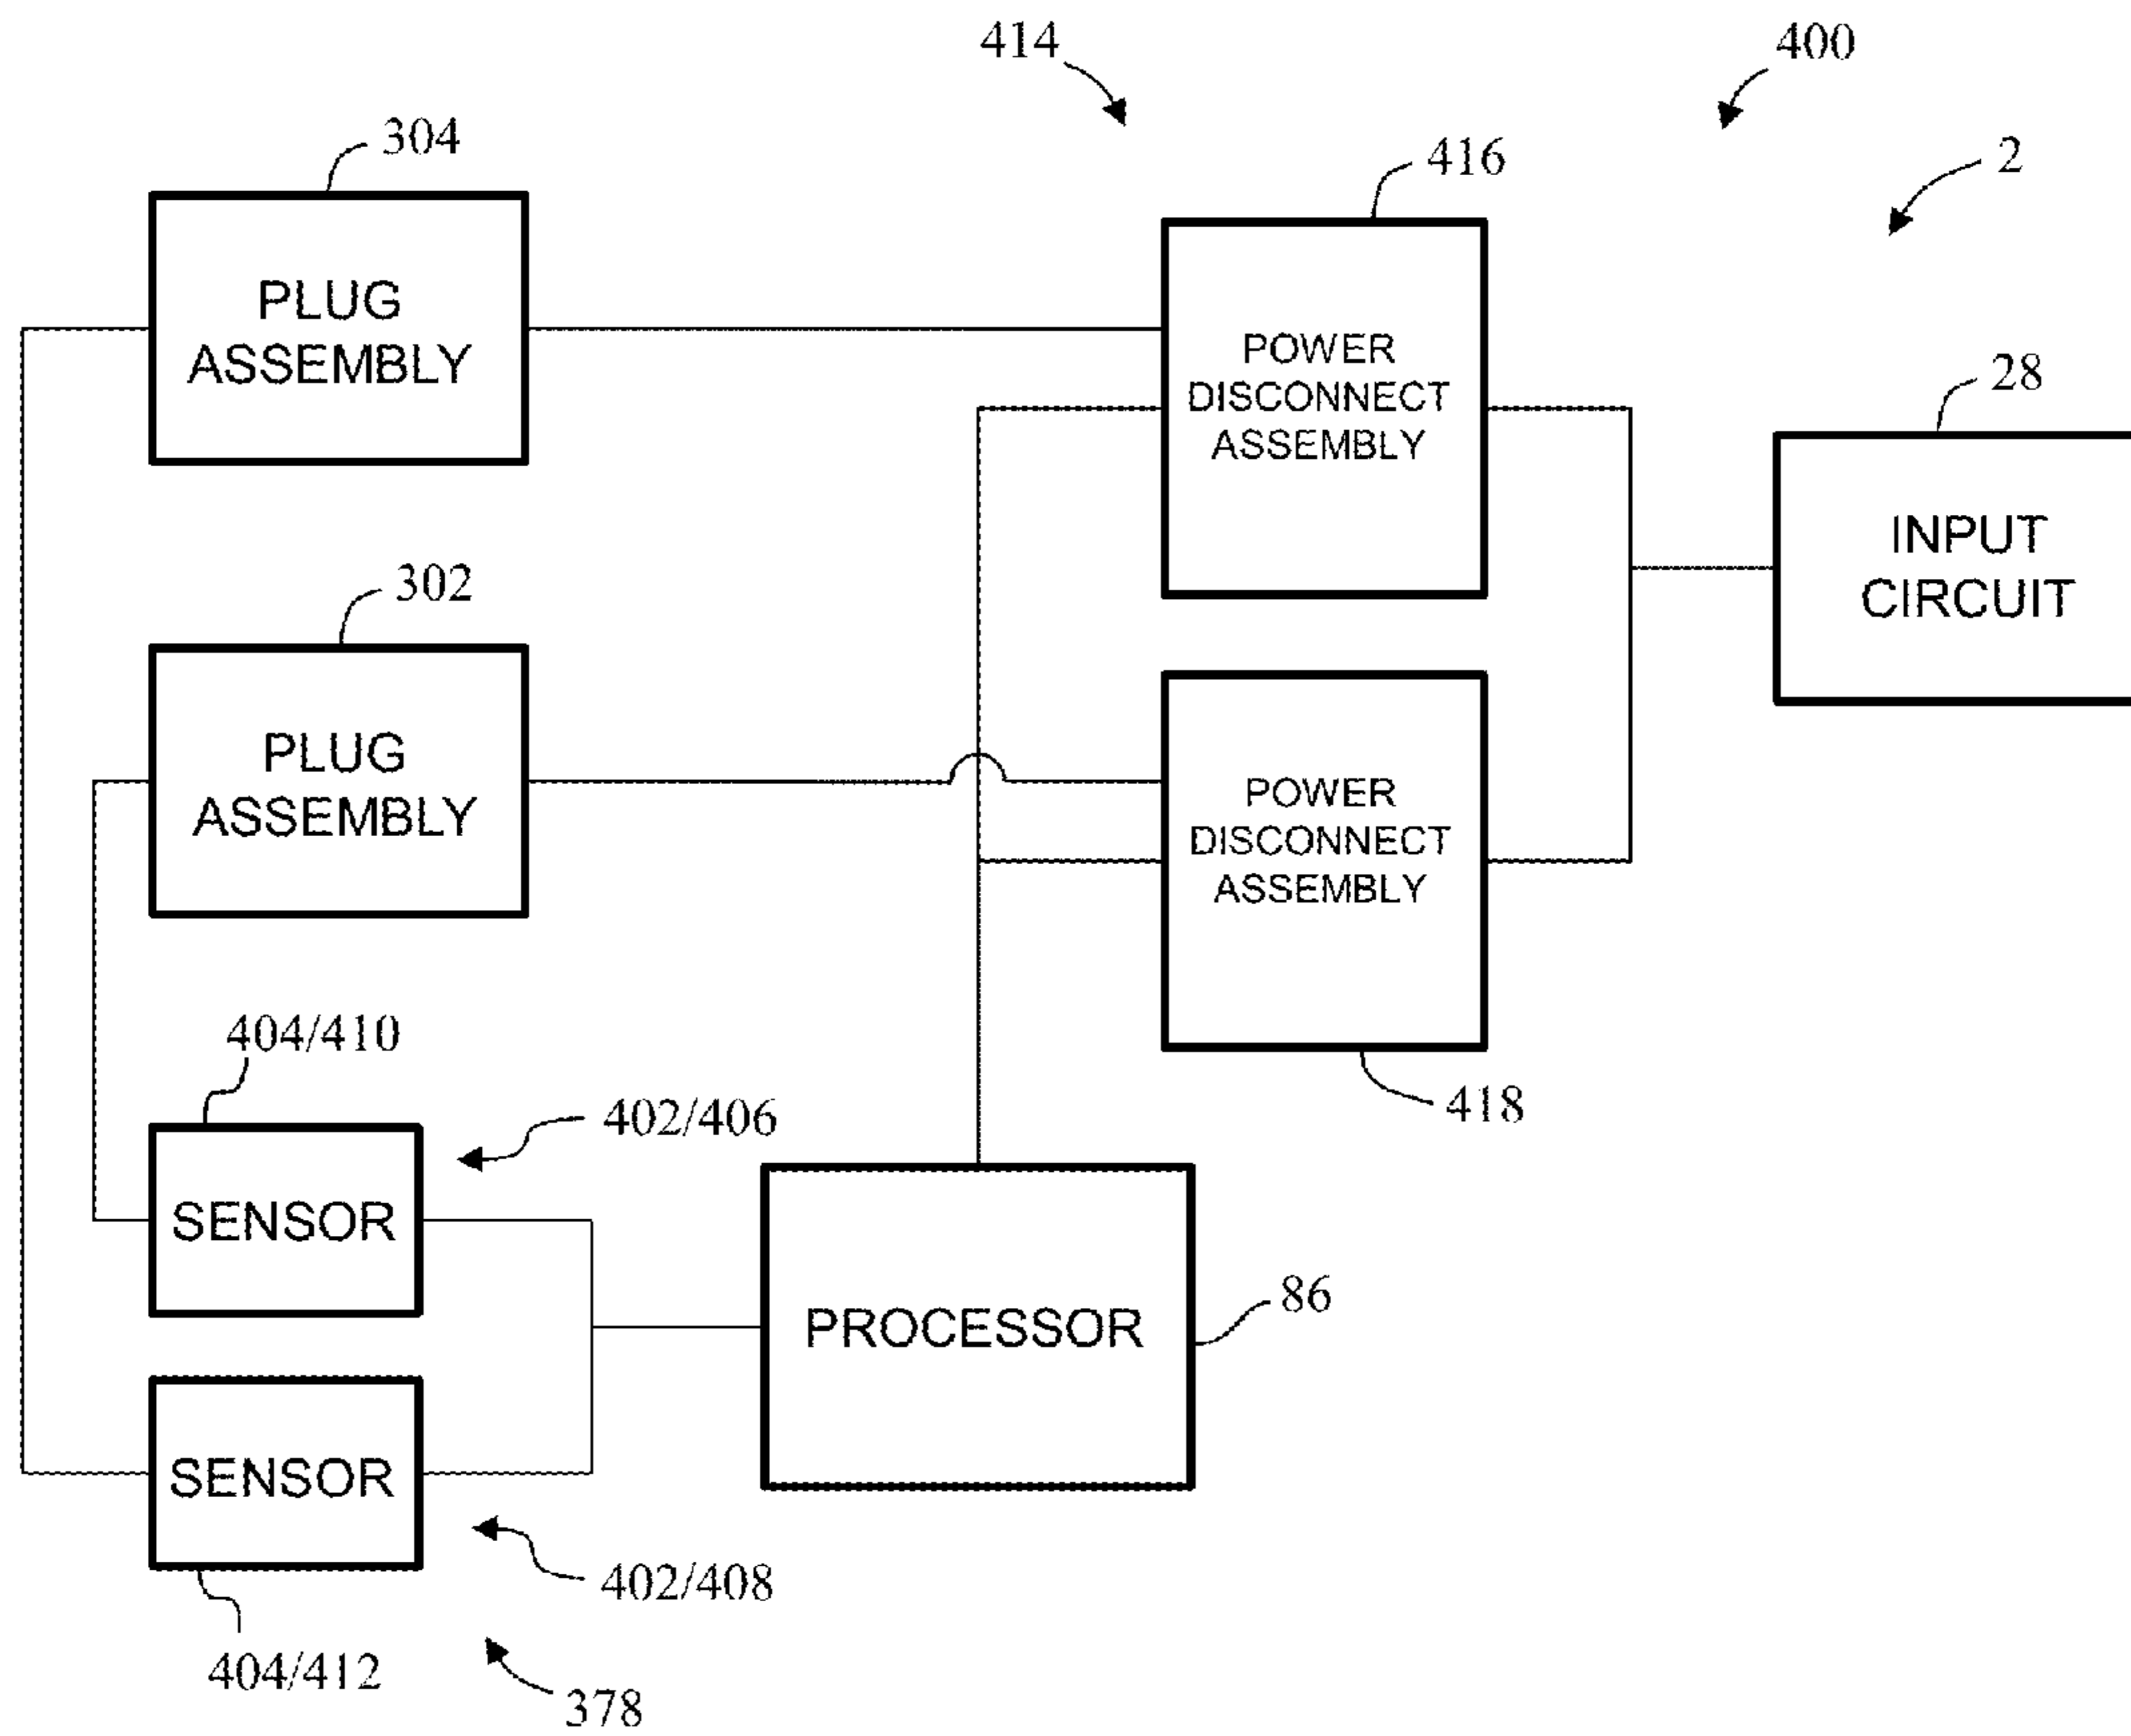 414
400
304
416
2
PLUG
ASSEMBLY
POWER
DISCONNECT
ASSEMBLY
28
INPUT
CIRCUIT
302
PLUG
ASSEMBLY
POWER
DISCONNECT
ASSEMBLY
404/410
402/406
418
SENSOR
PROCESSOR
86
SENSOR
402/408
404/412
378